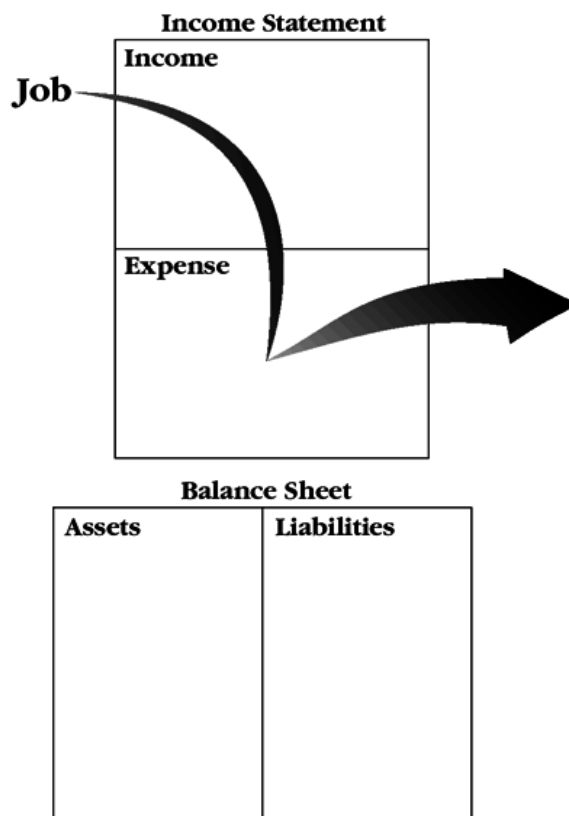 Income Statement
Income
Job
Expense
Balance Sheet
Assets
Liabilities